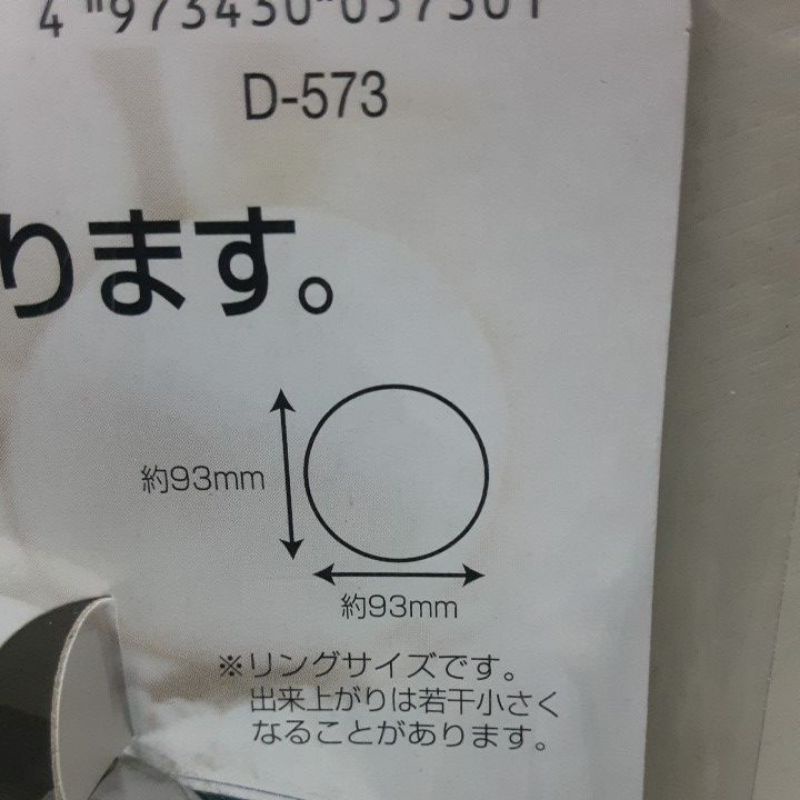 D-573
ります。
約93mm
約93mm
※リングサイズです。
出来上がりは若干小さく
なることがあります。